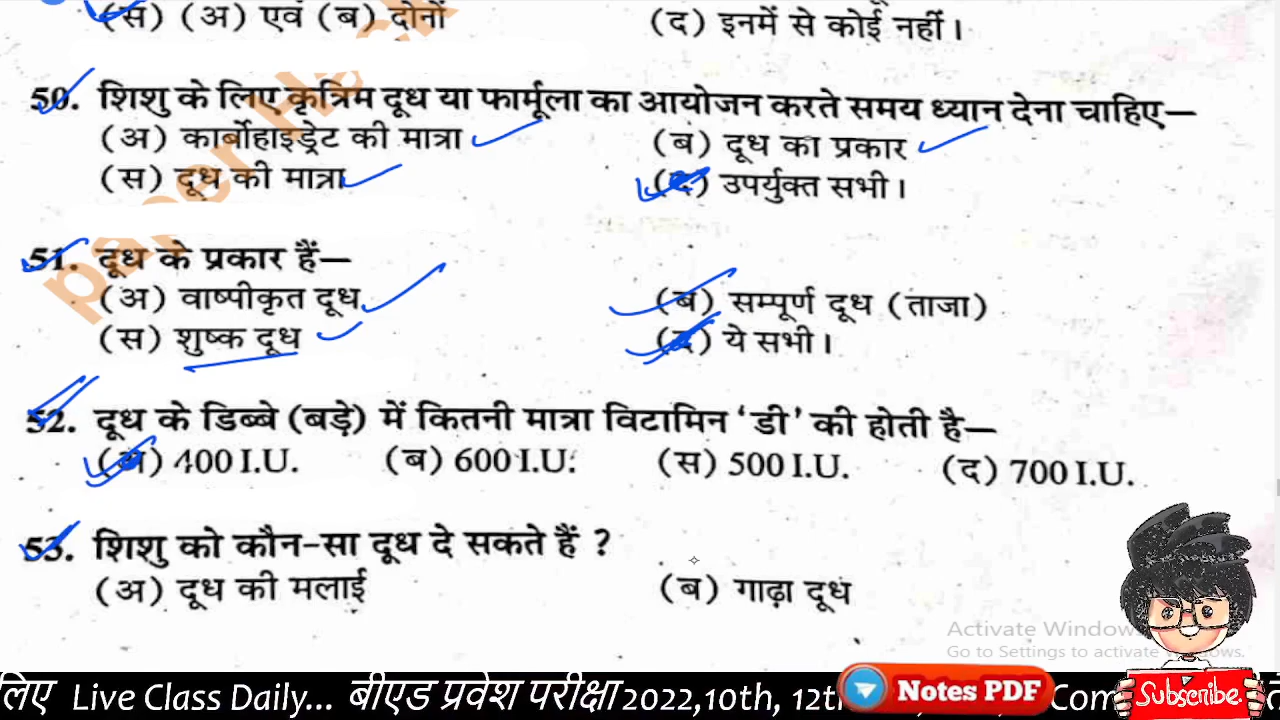 (स) (अ) एवं (ब) दोनों (द) इनमें से कोई नहीं।
50. शिशु के लिए कृत्रिम दूध या फार्मूला का आयोजन करते समय ध्यान देना चाहिए—
(अ) कार्बोहाइड्रेट की मात्रा (ब) दूध का प्रकार
(स) दूध की मात्रा (द) उपर्युक्त सभी।
51. दूध के प्रकार हैं—
(अ) वाष्पीकृत दूध (ब) सम्पूर्ण दूध (ताजा)
(स) शुष्क दूध (द) ये सभी।
52. दूध के डिब्बे (बड़े) में कितनी मात्रा विटामिन ‘डी’ की होती है—
(अ) 400 I.U. (ब) 600 I.U. (स) 500 I.U. (द) 700 I.U.
53. शिशु को कौन-सा दूध दे सकते हैं ?
(अ) दूध की मलाई (ब) गाढ़ा दूध
paper
Activate Windows
Go to Settings to activate Windows.
लिए Live Class Daily... बीएड प्रवेश परीक्षा 2022,10th, 12th Com
Notes PDF
Subscribe